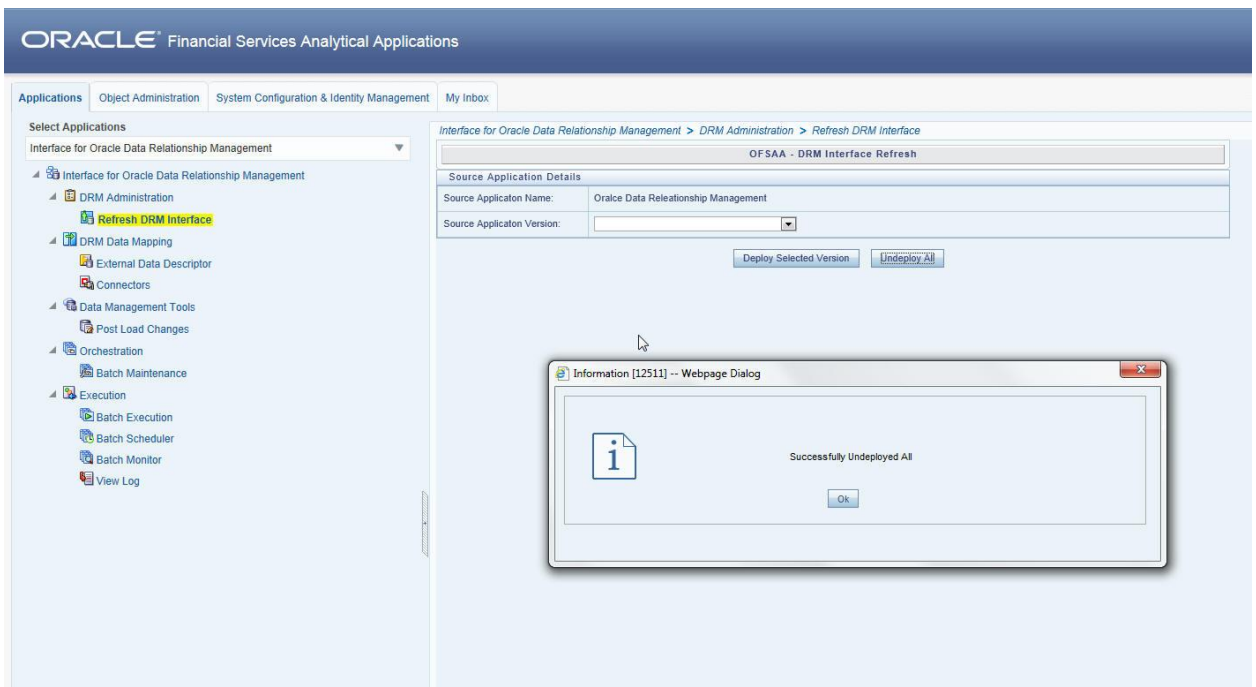 ORACLE® Financial Services Analytical Applications
Applications Object Administration System Configuration & Identity Management My Inbox
Select Applications
Interface for Oracle Data Relationship Management
Interface for Oracle Data Relationship Management
DRM Administration
Refresh DRM Interface
DRM Data Mapping
External Data Descriptor
Connectors
Data Management Tools
Post Load Changes
Orchestration
Batch Maintenance
Execution
Batch Execution
Batch Scheduler
Batch Monitor
View Log
Interface for Oracle Data Relationship Management > DRM Administration > Refresh DRM Interface
OFSAA - DRM Interface Refresh
Source Application Details
Source Applicaton Name: Oralce Data Releationship Management
Source Applicaton Version:
Deploy Selected Version Undeploy All
Information [12511] -- Webpage Dialog
Successfully Undeployed All
Ok